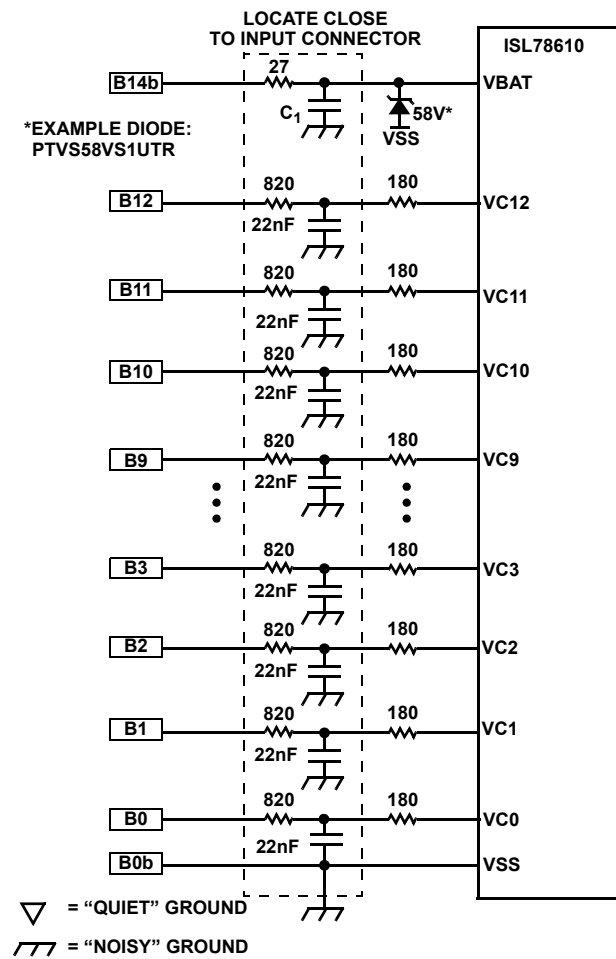 LOCATE CLOSE
TO INPUT CONNECTOR
ISL78610
27
B14b
VBAT
C1
58V*
VSS
*EXAMPLE DIODE:
PTVS58VS1UTR
820
180
B12
VC12
22nF
820
180
B11
VC11
22nF
820
180
B10
VC10
22nF
820
180
B9
VC9
22nF
820
180
B3
VC3
22nF
820
180
B2
VC2
22nF
820
180
B1
VC1
22nF
820
180
B0
VC0
22nF
B0b
VSS
= “QUIET” GROUND
= “NOISY” GROUND